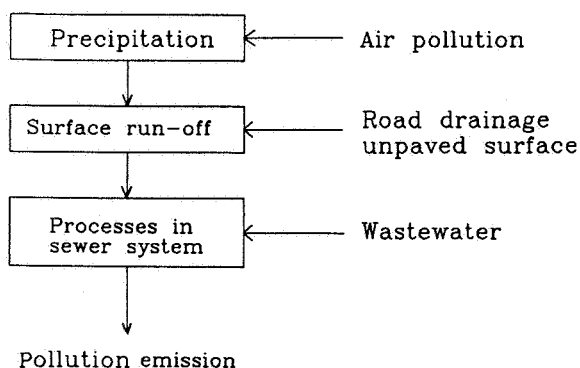 Precipitation
Air pollution
Surface run-off
Road drainage
unpaved surface
Processes in
sewer system
Wastewater
Pollution emission